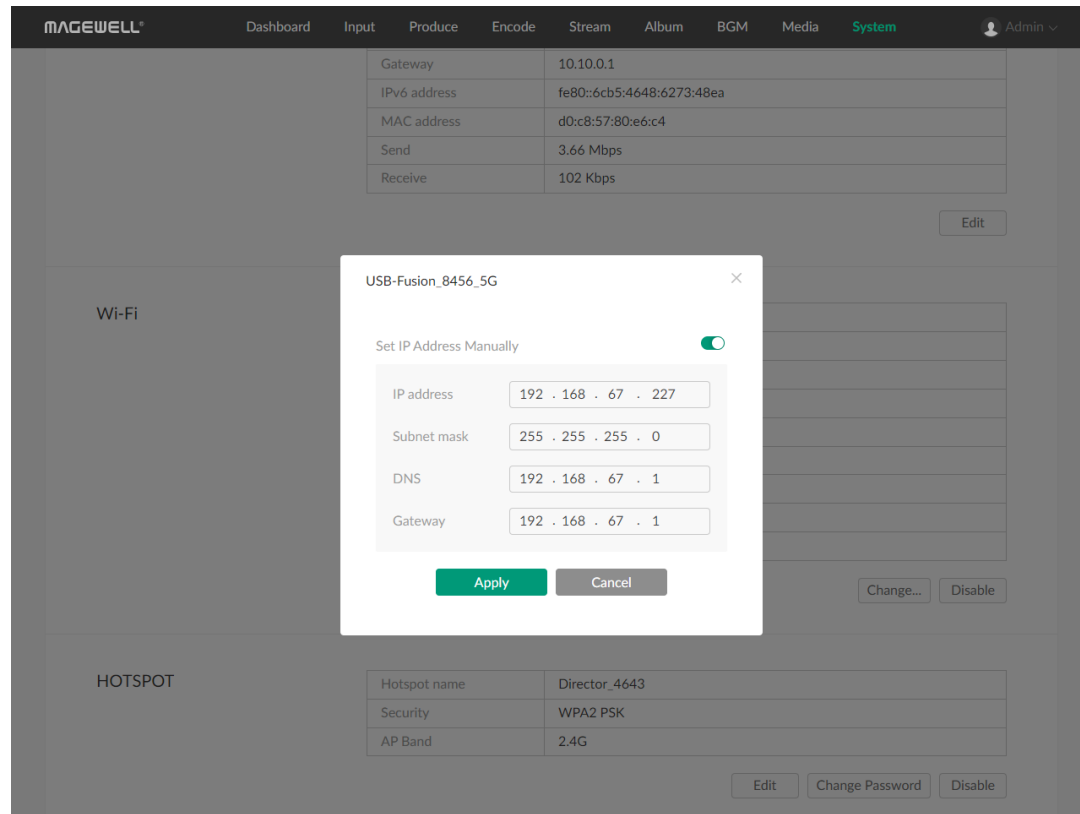 MAGEWELL® Dashboard Input Produce Encode Stream Album BGM Media System Admin
Gateway 10.10.0.1
IPv6 address fe80::6cb5:4648:6273:48ea
MAC address d0:c8:57:80:e6:c4
Send 3.66 Mbps
Receive 102 Kbps
Edit
USB-Fusion_8456_5G
Wi-Fi
Set IP Address Manually
IP address 192 . 168 . 67 . 227
Subnet mask 255 . 255 . 255 . 0
DNS 192 . 168 . 67 . 1
Gateway 192 . 168 . 67 . 1
Apply Cancel
Change... Disable
HOTSPOT Hotspot name Director_4643
Security WPA2 PSK
AP Band 2.4G
Edit Change Password Disable